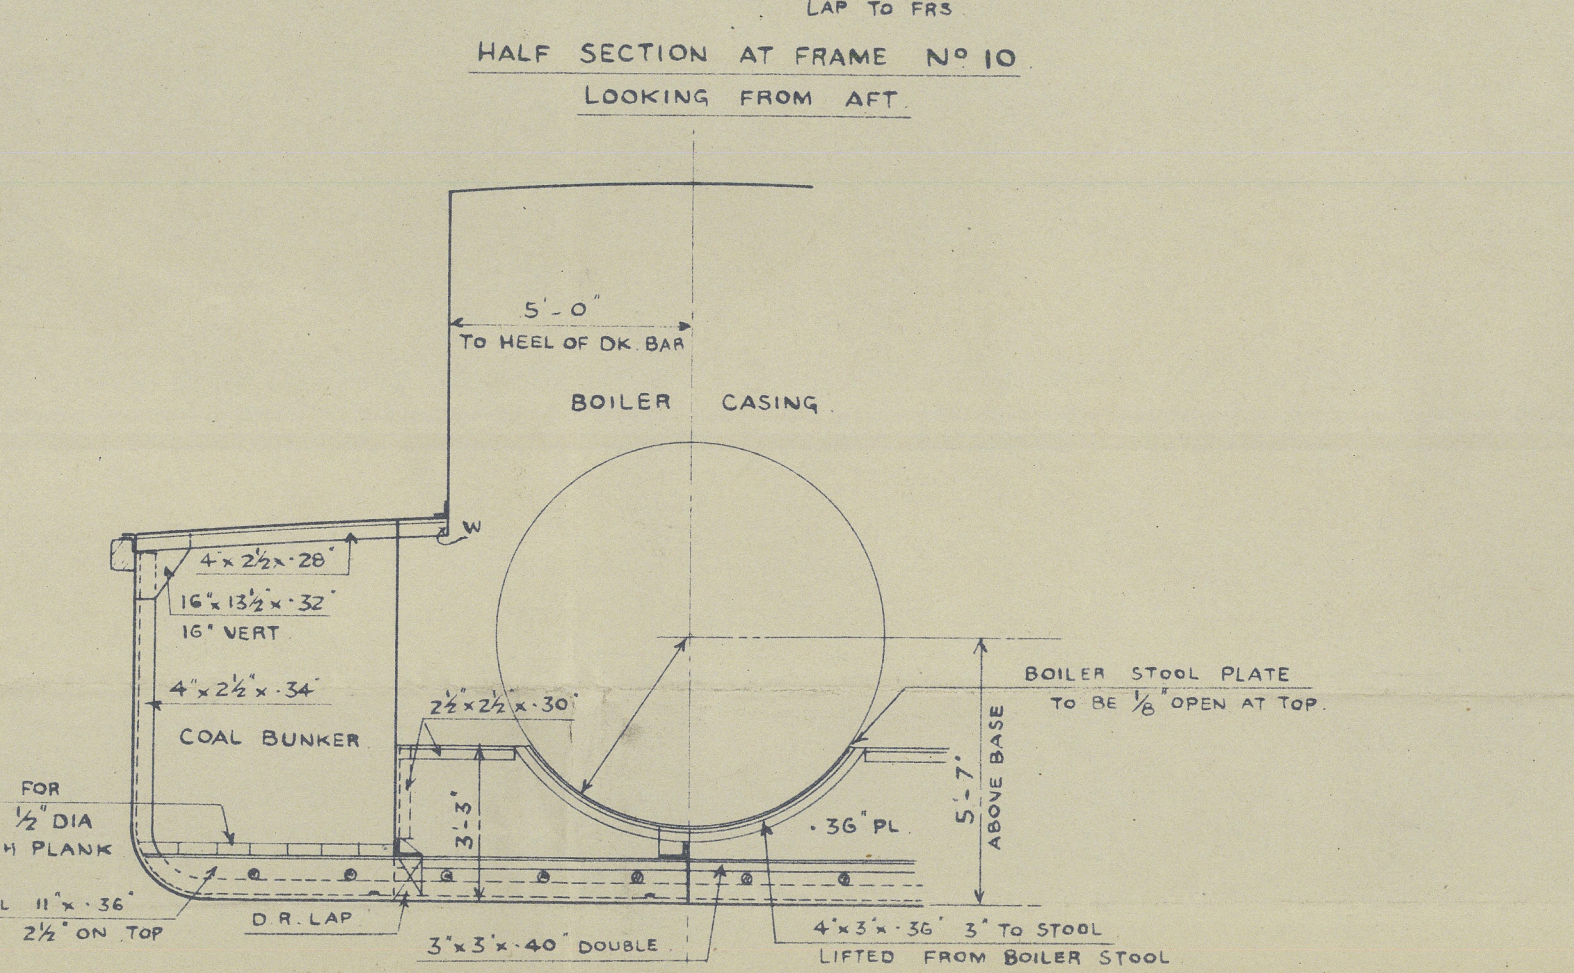 LAP TO FRS
HALF SECTION AT FRAME Nº 10
LOOKING FROM AFT.
5'-0"
TO HEEL OF DK. BAR
BOILER CASING.
W
4"x 2½"x .28"
16"x 13½"x .32"
16" VERT.
4"x 2½"x .34"
COAL BUNKER
2½"x 2½"x .30"
BOILER STOOL PLATE
TO BE ⅛" OPEN AT TOP.
5'-7"
ABOVE BASE
3'-3"
.36" PL.
FOR
½" DIA
H PLANK
L 11"x .36"
2½" ON TOP
D.R. LAP
3"x 3"x .40" DOUBLE
4"x 3"x .36" 3" TO STOOL
LIFTED FROM BOILER STOOL